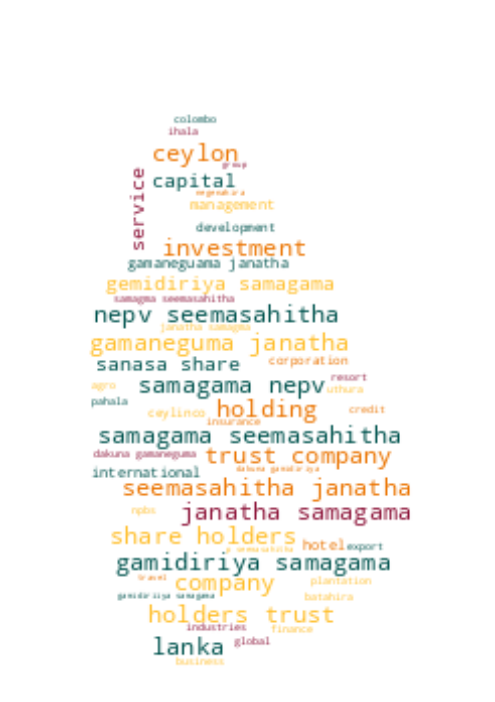 colombo
ihala
ceylon
group
service
capital
management
development
investment
gamaneguama janatha
gemidiriya samagama
samagma seemasahitha
nepv seemasahitha
janatha samagma
gamaneguma janatha
corporation
sanasa share
resort
agro
samagama nepv
uthura
pahala
ceylinco
holding
credit
insurance
samagama seemasahitha
dakuna gamaneguma
trust company
international
dakuna gamidiriya
seemasahitha janatha
npbs
janatha samagama
share holders
hotel
export
gamidiriya samagama
travel
company
plantation
gamidiriiya samagama
batahira
holders trust
industries
finance
lanka
global
business